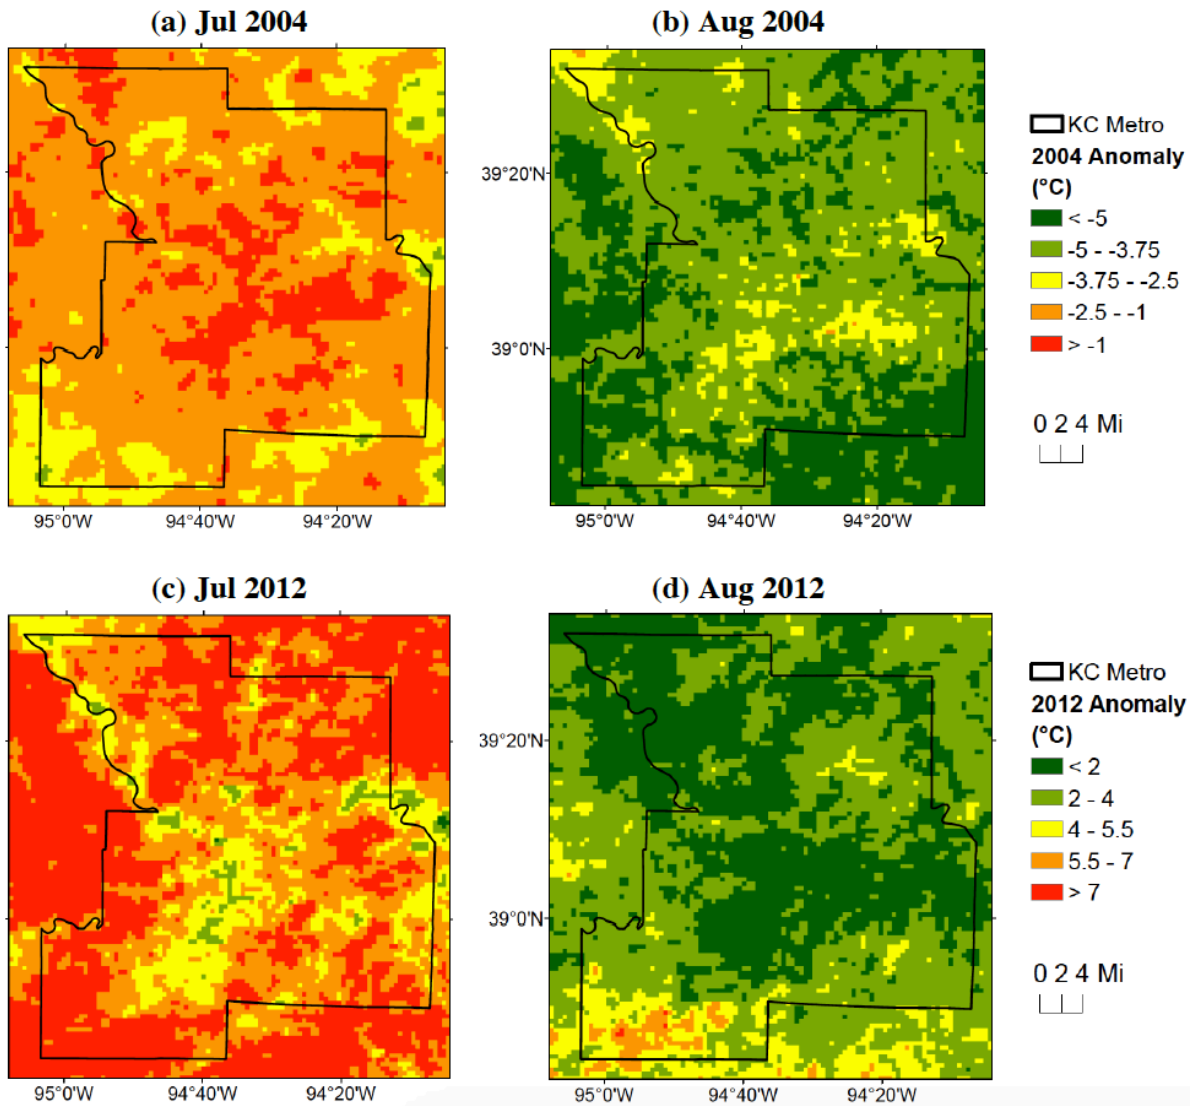 (a) Jul 2004
(b) Aug 2004
39°20'N
39°0'N
95°0'W
94°40'W
94°20'W
95°0'W
94°40'W
94°20'W
KC Metro
2004 Anomaly
(°C)
< -5
-5 - -3.75
-3.75 - -2.5
-2.5 - -1
> -1
0 2 4 Mi
(c) Jul 2012
(d) Aug 2012
39°20'N
39°0'N
95°0'W
94°40'W
94°20'W
95°0'W
94°40'W
94°20'W
KC Metro
2012 Anomaly
(°C)
< 2
2 - 4
4 - 5.5
5.5 - 7
> 7
0 2 4 Mi